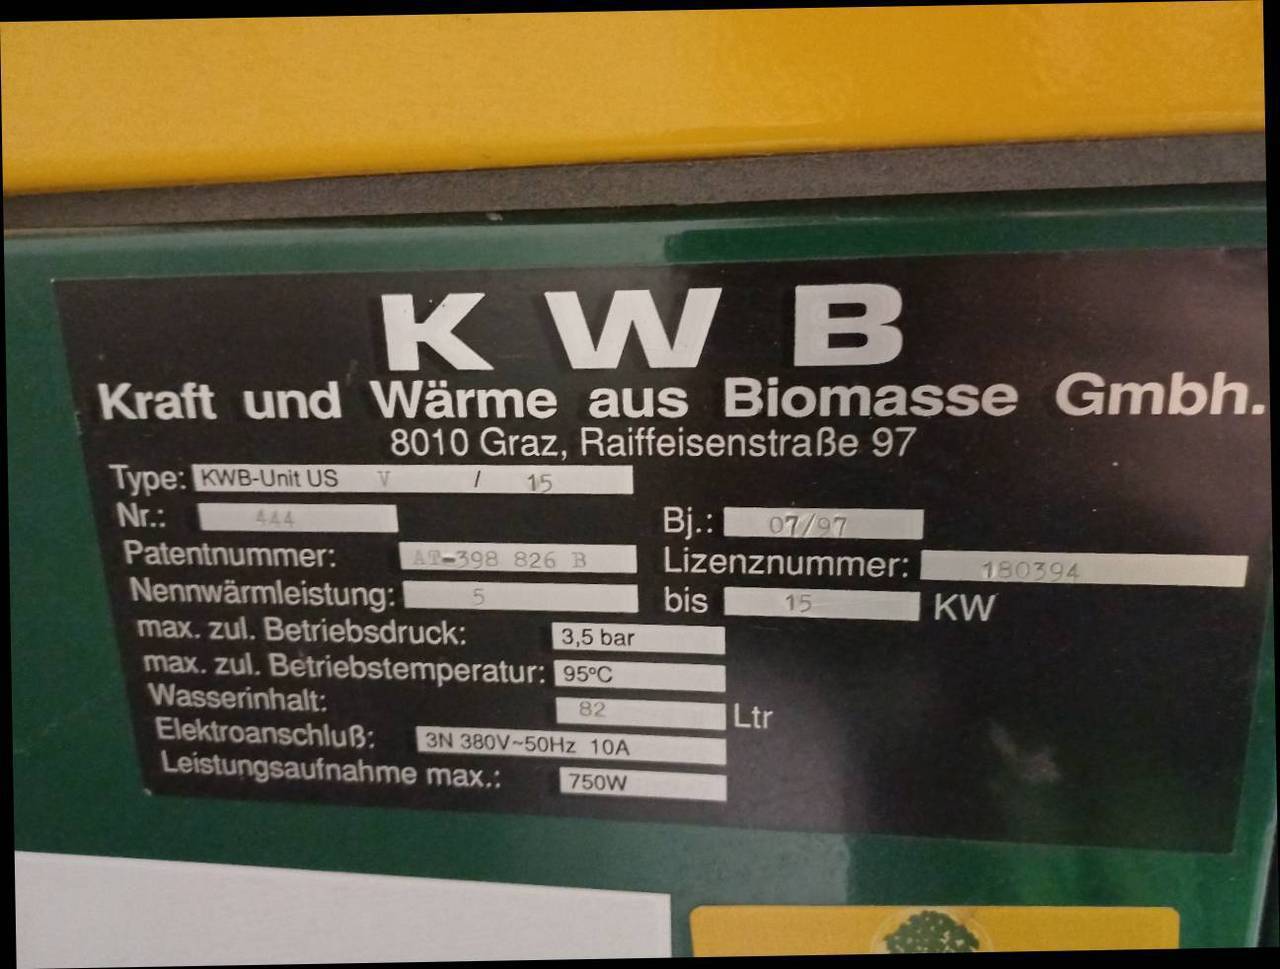 KWB
Kraft und Wärme aus Biomasse Gmbh.
8010 Graz, Raiffeisenstraße 97
Type: KWB-Unit US V / 15
Nr.: 444 Bj.: 07/97
Patentnummer: AT-398 826 B Lizenznummer: 180394
Nennwärmleistung: 5 bis 15 KW
max. zul. Betriebsdruck: 3,5 bar
max. zul. Betriebstemperatur: 95°C
Wasserinhalt: 82 Ltr
Elektroanschluß: 3N 380V~50Hz 10A
Leistungsaufnahme max.: 750W